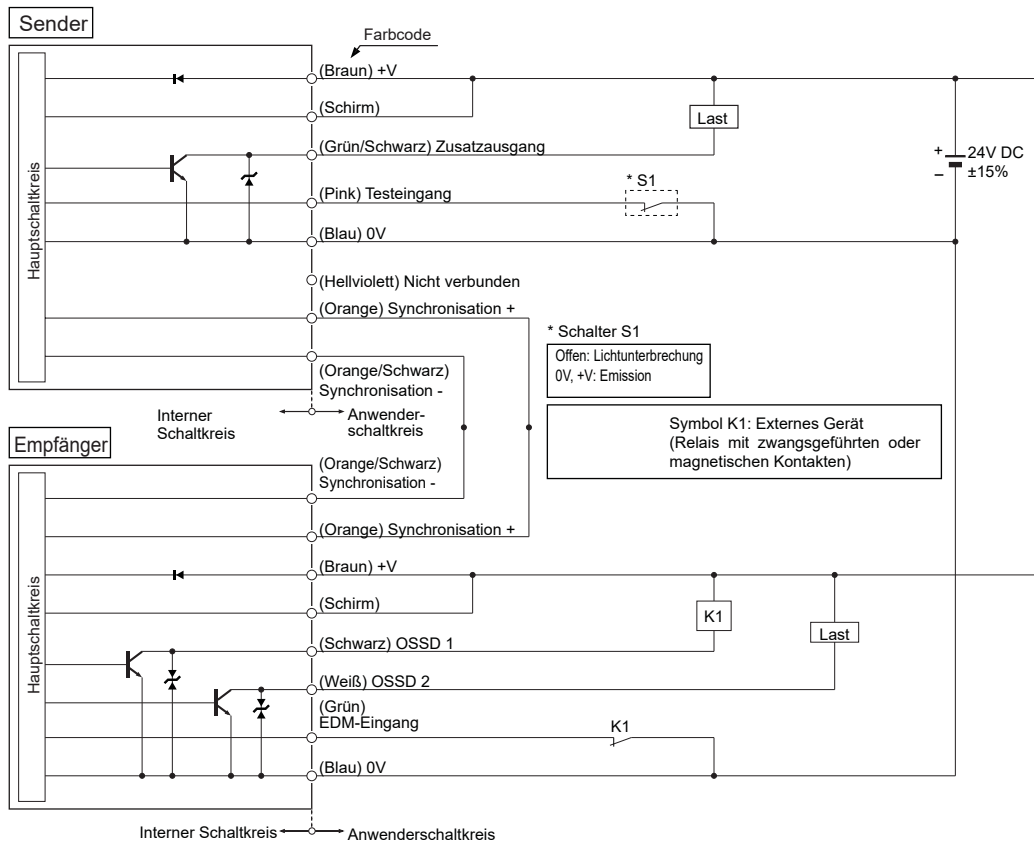 Sender
Farbcode
Hauptschaltkreis
(Braun) +V
(Schirm)
Last
(Grün/Schwarz) Zusatzausgang
+
−
24V DC
±15%
* S1
(Pink) Testeingang
(Blau) 0V
(Hellviolett) Nicht verbunden
(Orange) Synchronisation +
* Schalter S1
Offen: Lichtunterbrechung
0V, +V: Emission
(Orange/Schwarz)
Synchronisation -
Interner
Schaltkreis
Anwender-
schaltkreis
Symbol K1: Externes Gerät
(Relais mit zwangsgeführten oder
magnetischen Kontakten)
Empfänger
Hauptschaltkreis
(Orange/Schwarz)
Synchronisation -
(Orange) Synchronisation +
(Braun) +V
(Schirm)
K1
Last
(Schwarz) OSSD 1
(Weiß) OSSD 2
(Grün)
EDM-Eingang
K1
(Blau) 0V
Interner Schaltkreis
Anwenderschaltkreis